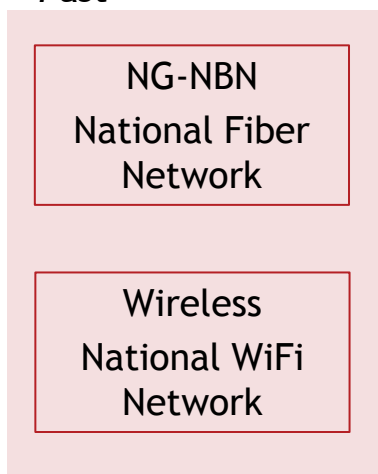 NG-NBN
National Fiber
Network
Wireless
National WiFi
Network